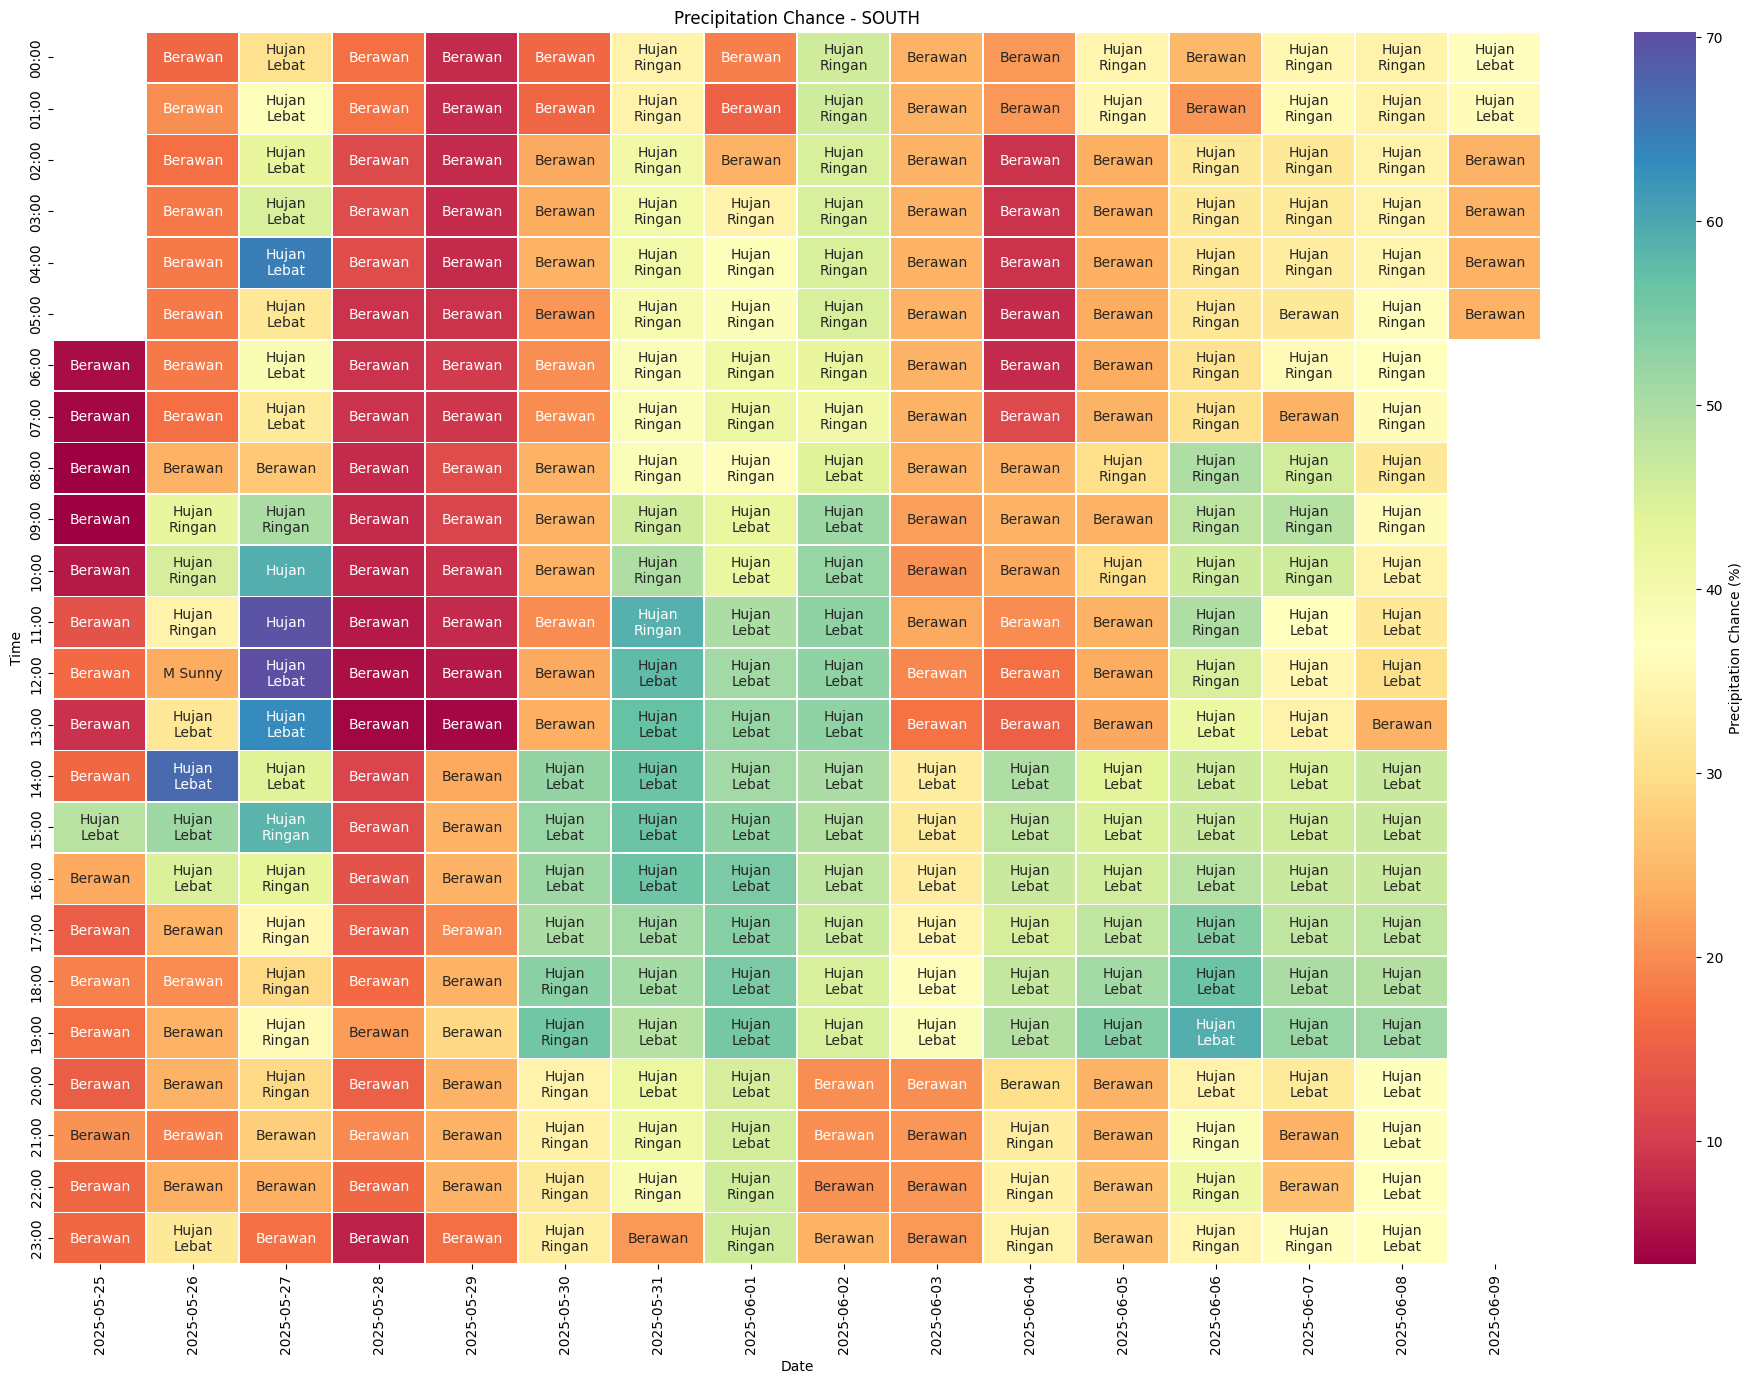 Precipitation Chance - SOUTH
00:00 Berawan Hujan Lebat Berawan Berawan Berawan Hujan Ringan Berawan Hujan Ringan Berawan Berawan Hujan Ringan Berawan Hujan Ringan Hujan Ringan Hujan Lebat
01:00 Berawan Hujan Lebat Berawan Berawan Berawan Hujan Ringan Berawan Hujan Ringan Berawan Berawan Hujan Ringan Berawan Hujan Ringan Hujan Ringan Hujan Lebat
02:00 Berawan Hujan Lebat Berawan Berawan Berawan Hujan Ringan Berawan Hujan Ringan Berawan Berawan Berawan Hujan Ringan Hujan Ringan Hujan Ringan Berawan
03:00 Berawan Hujan Lebat Berawan Berawan Berawan Hujan Ringan Hujan Ringan Hujan Ringan Berawan Berawan Berawan Hujan Ringan Hujan Ringan Hujan Ringan Berawan
04:00 Berawan Hujan Lebat Berawan Berawan Berawan Hujan Ringan Hujan Ringan Hujan Ringan Berawan Berawan Berawan Hujan Ringan Hujan Ringan Hujan Ringan Berawan
05:00 Berawan Hujan Lebat Berawan Berawan Berawan Hujan Ringan Hujan Ringan Hujan Ringan Berawan Berawan Berawan Hujan Ringan Berawan Hujan Ringan Berawan
06:00 Berawan Berawan Hujan Lebat Berawan Berawan Berawan Hujan Ringan Hujan Ringan Hujan Ringan Berawan Berawan Berawan Hujan Ringan Hujan Ringan Hujan Ringan
07:00 Berawan Berawan Hujan Lebat Berawan Berawan Berawan Hujan Ringan Hujan Ringan Hujan Ringan Berawan Berawan Berawan Hujan Ringan Berawan Hujan Ringan
08:00 Berawan Berawan Berawan Berawan Berawan Berawan Hujan Ringan Hujan Ringan Hujan Lebat Berawan Berawan Hujan Ringan Hujan Ringan Hujan Ringan Hujan Ringan
09:00 Berawan Hujan Ringan Hujan Ringan Berawan Berawan Berawan Hujan Ringan Hujan Lebat Hujan Lebat Berawan Berawan Berawan Hujan Ringan Hujan Ringan Hujan Ringan
10:00 Berawan Hujan Ringan Hujan Berawan Berawan Berawan Hujan Ringan Hujan Lebat Hujan Lebat Berawan Berawan Hujan Ringan Hujan Ringan Hujan Ringan Hujan Lebat
11:00 Berawan Hujan Ringan Hujan Berawan Berawan Berawan Hujan Ringan Hujan Lebat Hujan Lebat Berawan Berawan Berawan Hujan Ringan Hujan Lebat Hujan Lebat
12:00 Berawan M Sunny Hujan Lebat Berawan Berawan Berawan Hujan Lebat Hujan Lebat Hujan Lebat Berawan Berawan Berawan Hujan Ringan Hujan Lebat Hujan Lebat
13:00 Berawan Hujan Lebat Hujan Lebat Berawan Berawan Berawan Hujan Lebat Hujan Lebat Hujan Lebat Berawan Berawan Berawan Hujan Lebat Hujan Lebat Berawan
14:00 Berawan Hujan Lebat Hujan Lebat Berawan Berawan Hujan Lebat Hujan Lebat Hujan Lebat Hujan Lebat Hujan Lebat Hujan Lebat Hujan Lebat Hujan Lebat Hujan Lebat Hujan Lebat
15:00 Hujan Lebat Hujan Lebat Hujan Ringan Berawan Berawan Hujan Lebat Hujan Lebat Hujan Lebat Hujan Lebat Hujan Lebat Hujan Lebat Hujan Lebat Hujan Lebat Hujan Lebat Hujan Lebat
16:00 Berawan Hujan Lebat Hujan Ringan Berawan Berawan Hujan Lebat Hujan Lebat Hujan Lebat Hujan Lebat Hujan Lebat Hujan Lebat Hujan Lebat Hujan Lebat Hujan Lebat Hujan Lebat
17:00 Berawan Berawan Hujan Ringan Berawan Berawan Hujan Lebat Hujan Lebat Hujan Lebat Hujan Lebat Hujan Lebat Hujan Lebat Hujan Lebat Hujan Lebat Hujan Lebat Hujan Lebat
18:00 Berawan Berawan Hujan Ringan Berawan Berawan Hujan Ringan Hujan Lebat Hujan Lebat Hujan Lebat Hujan Lebat Hujan Lebat Hujan Lebat Hujan Lebat Hujan Lebat Hujan Lebat
19:00 Berawan Berawan Hujan Ringan Berawan Berawan Hujan Ringan Hujan Lebat Hujan Lebat Hujan Lebat Hujan Lebat Hujan Lebat Hujan Lebat Hujan Lebat Hujan Lebat Hujan Lebat
20:00 Berawan Berawan Hujan Ringan Berawan Berawan Hujan Ringan Hujan Lebat Hujan Lebat Berawan Berawan Berawan Berawan Hujan Lebat Hujan Lebat Hujan Lebat
21:00 Berawan Berawan Berawan Berawan Berawan Hujan Ringan Hujan Ringan Hujan Lebat Berawan Berawan Hujan Ringan Berawan Hujan Ringan Berawan Hujan Lebat
22:00 Berawan Berawan Berawan Berawan Berawan Hujan Ringan Hujan Ringan Hujan Ringan Berawan Berawan Hujan Ringan Berawan Hujan Ringan Berawan Hujan Lebat
23:00 Berawan Hujan Lebat Berawan Berawan Berawan Hujan Ringan Berawan Hujan Ringan Berawan Berawan Hujan Ringan Berawan Hujan Ringan Hujan Ringan Hujan Lebat
Time
2025-05-25 2025-05-26 2025-05-27 2025-05-28 2025-05-29 2025-05-30 2025-05-31 2025-06-01 2025-06-02 2025-06-03 2025-06-04 2025-06-05 2025-06-06 2025-06-07 2025-06-08 2025-06-09
Date
70
60
50
40
30
20
10
Precipitation Chance (%)